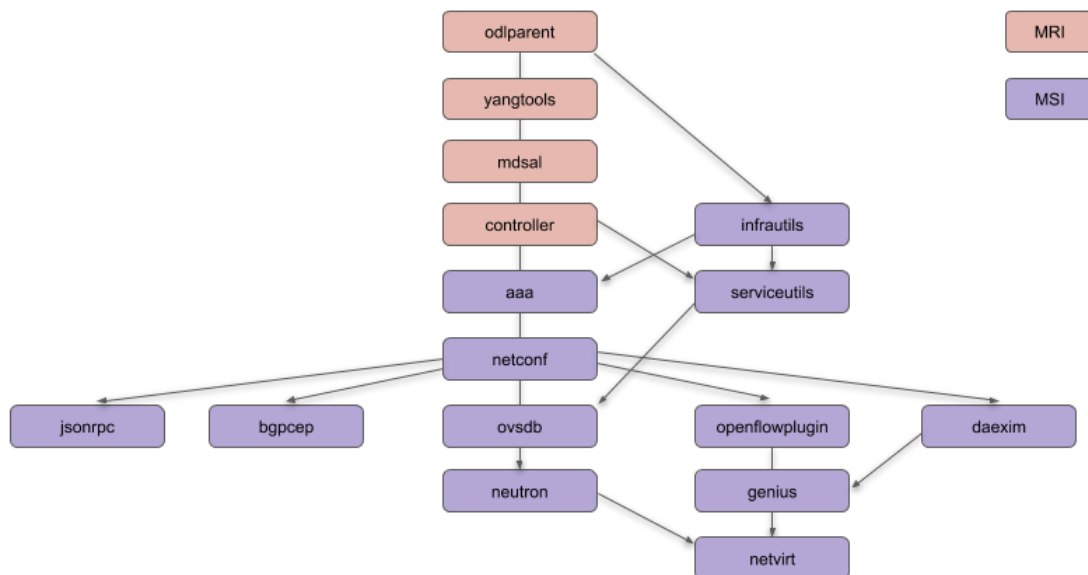 odlparent
MRI
yangtools
MSI
mdsal
controller
infrautils
aaa
serviceutils
netconf
jsonrpc
bgpcep
ovsdb
openflowplugin
daexim
neutron
genius
netvirt